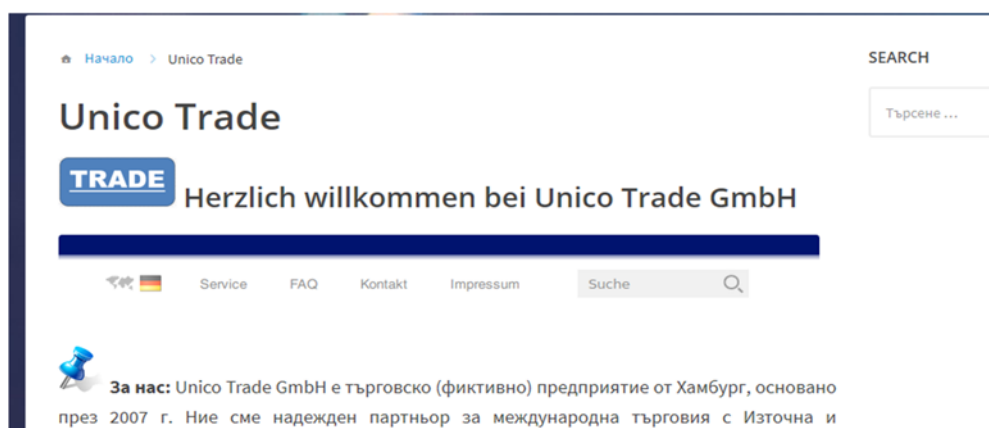 Начало > Unico Trade
SEARCH
Unico Trade
Търсене ...
TRADE
Herzlich willkommen bei Unico Trade GmbH
Service FAQ Kontakt Impressum Suche
За нас: Unico Trade GmbH е търговско (фиктивно) предприятие от Хамбург, основано
през 2007 г. Ние сме надежден партньор за международна търговия с Източна и